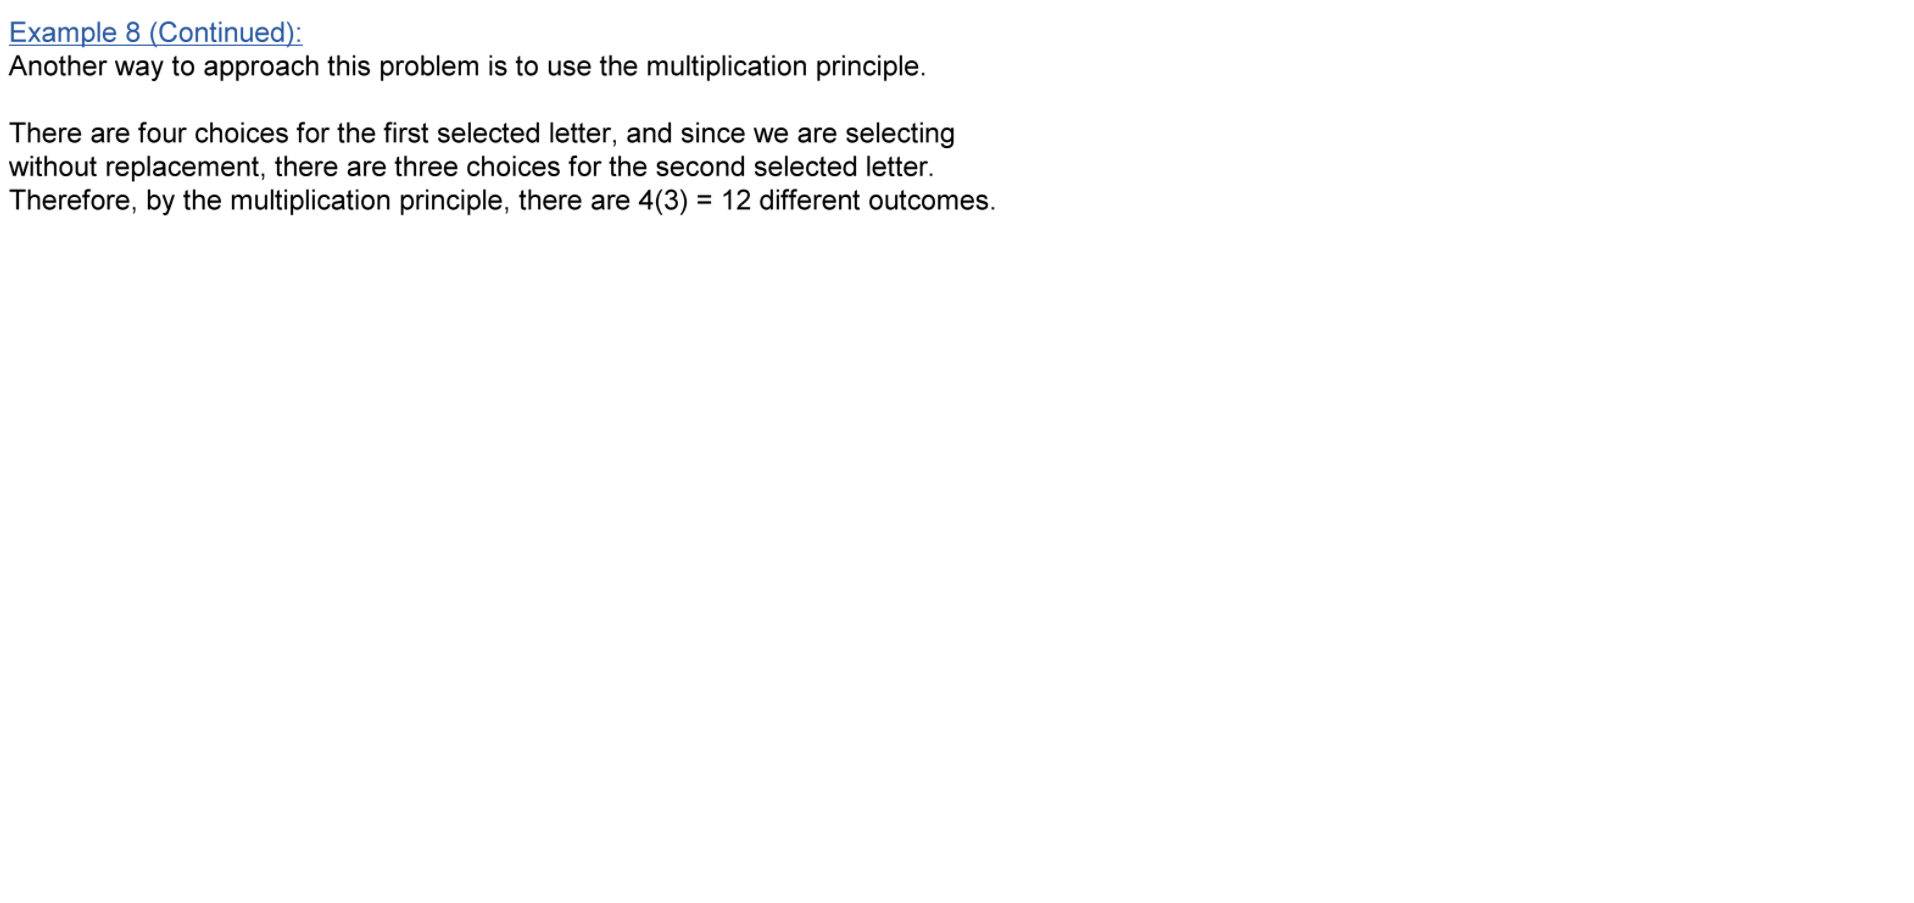 Example 8 (Continued):
Another way to approach this problem is to use the multiplication principle.
There are four choices for the first selected letter, and since we are selecting
without replacement, there are three choices for the second selected letter.
Therefore, by the multiplication principle, there are 4(3) = 12 different outcomes.